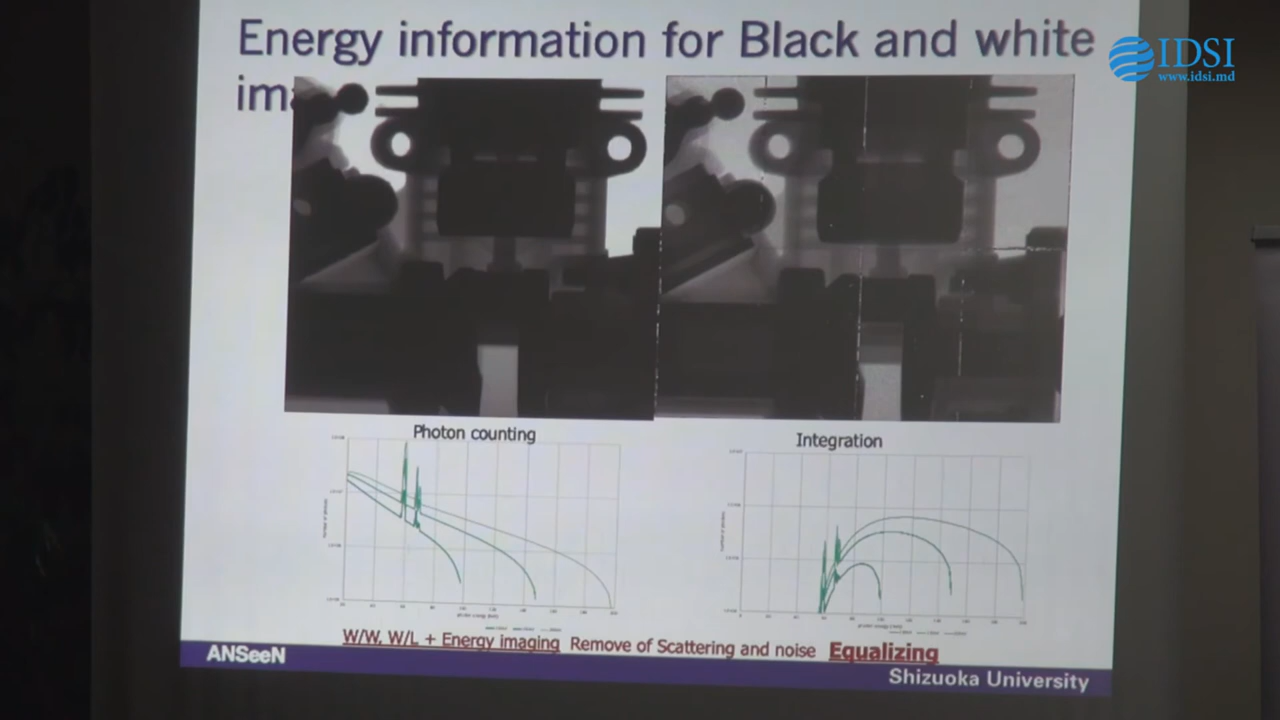 Energy information for Black and white
IDSI
www.idsi.md
Photon counting
Integration
W/W, W/L + Energy imaging Remove of Scattering and noise Equalizing
ANSeeN
Shizuoka University